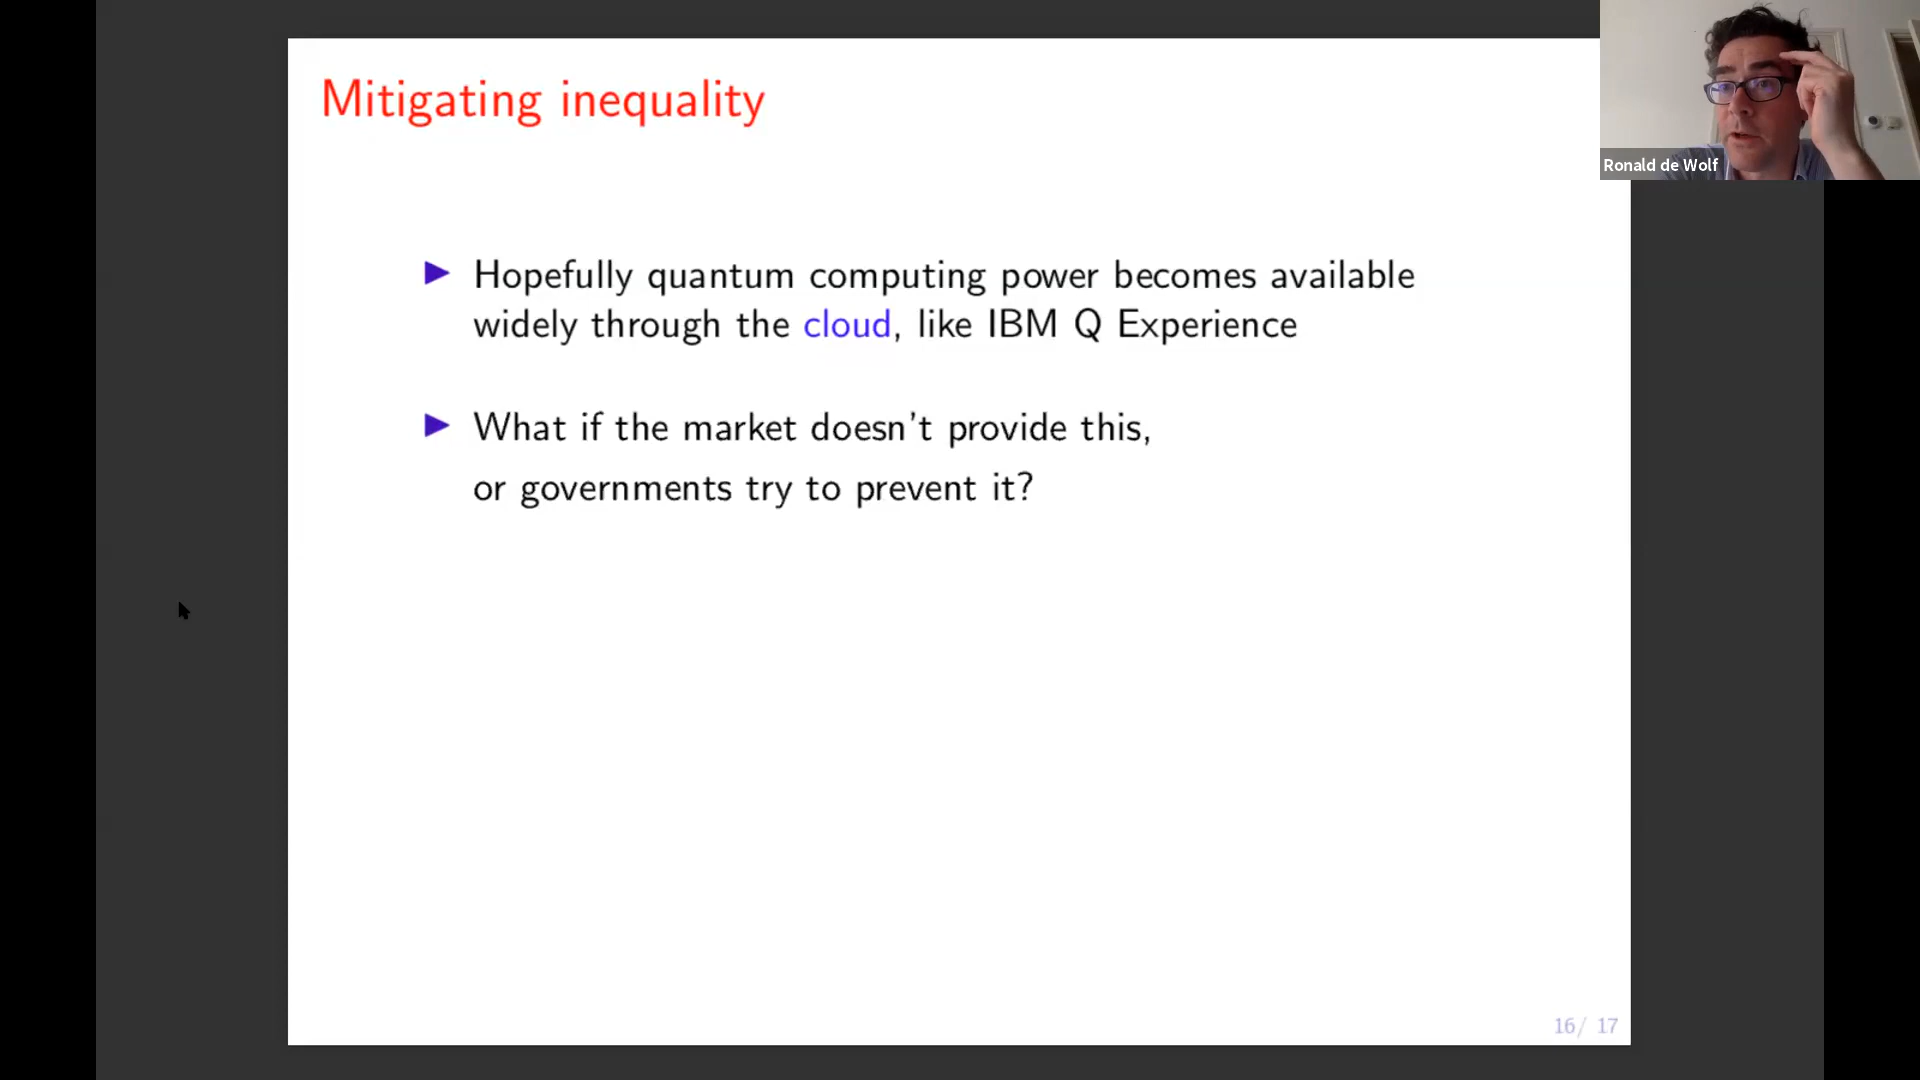 Mitigating inequality
Ronald de Wolf
▶ Hopefully quantum computing power becomes available
widely through the cloud, like IBM Q Experience
▶ What if the market doesn't provide this,
or governments try to prevent it?
16/ 17